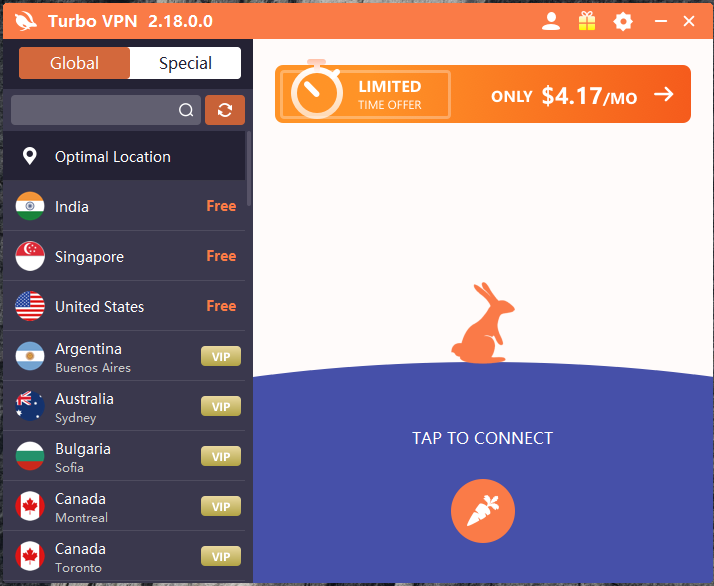 Turbo VPN 2.18.0.0
Global
Special
Optimal Location
India
Free
Singapore
Free
United States
Free
Argentina
Buenos Aires
VIP
Australia
Sydney
VIP
Bulgaria
Sofia
VIP
Canada
Montreal
VIP
Canada
Toronto
VIP
LIMITED
TIME OFFER
ONLY $4.17/MO
TAP TO CONNECT